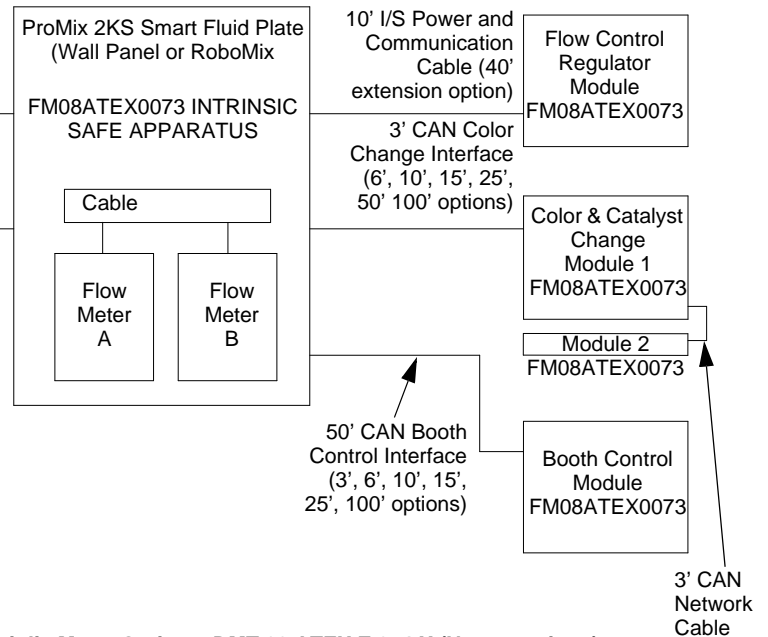 ProMix 2KS Smart Fluid Plate
(Wall Panel or RoboMix
FM08ATEX0073 INTRINSIC
SAFE APPARATUS
Cable
Flow
Meter
A
Flow
Meter
B
10' I/S Power and
Communication
Cable (40'
extension option)
3' CAN Color
Change Interface
(6', 10', 15', 25',
50' 100' options)
50' CAN Booth
Control Interface
(3', 6', 10', 15',
25', 100' options)
Flow Control
Regulator
Module
FM08ATEX0073
Color & Catalyst
Change
Module 1
FM08ATEX0073
Module 2
FM08ATEX0073
Booth Control
Module
FM08ATEX0073
3' CAN
Network
Cable